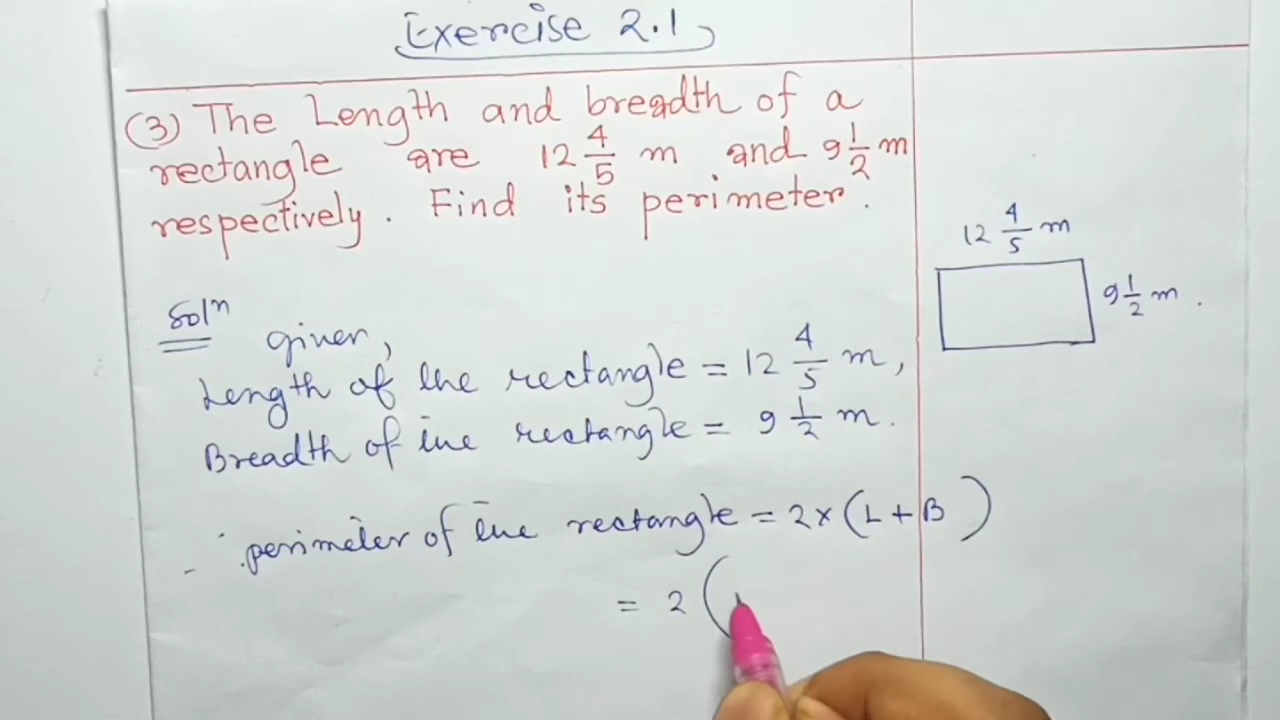 Exercise 2.1
(3) The Length and breadth of a
rectangle are 12 4/5 m and 9 1/2 m
respectively. Find its perimeter.
12 4/5 m
9 1/2 m.
Solⁿ
given,
Length of the rectangle = 12 4/5 m,
Breadth of the rectangle = 9 1/2 m.
∴ perimeter of the rectangle = 2×(L+B)
= 2 (